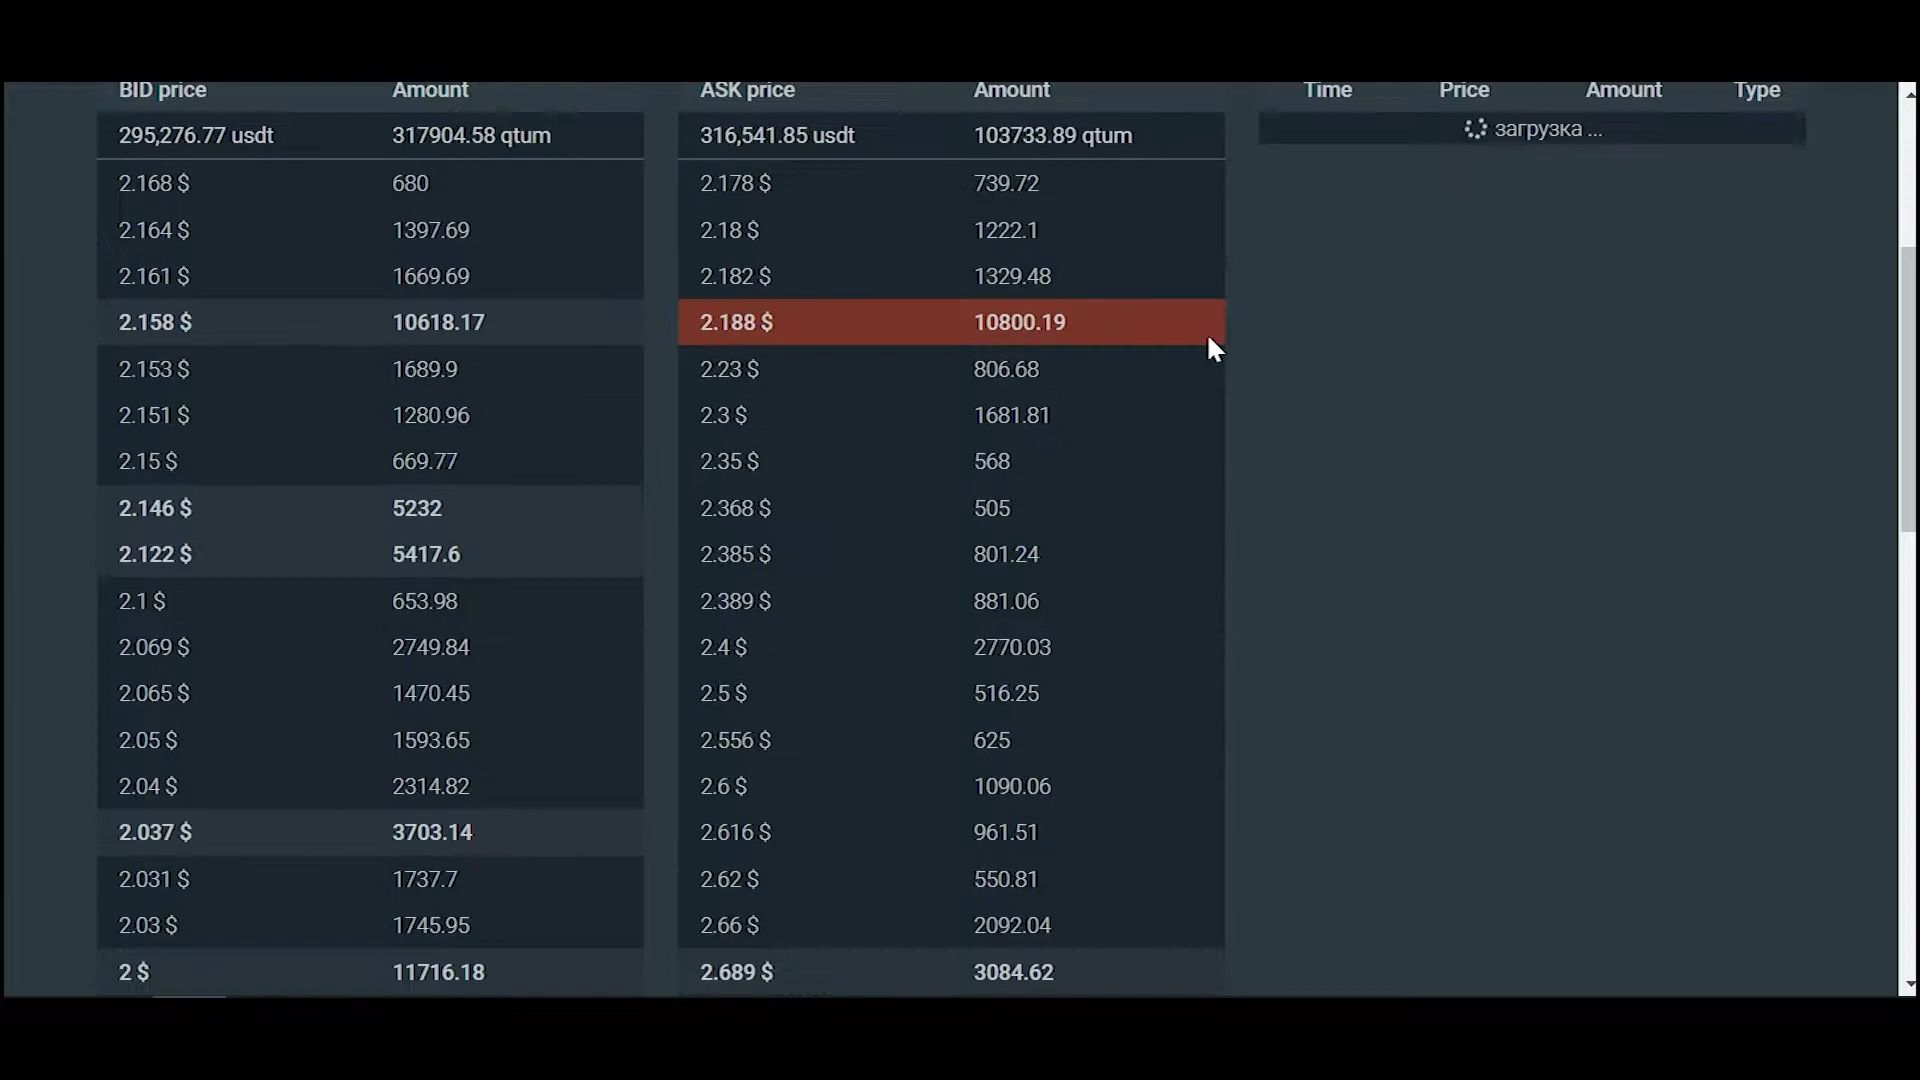 BID price Amount ASK price Amount Time Price Amount Type
295,276.77 usdt 317904.58 qtum 316,541.85 usdt 103733.89 qtum загрузка ...
2.168 $ 680 2.178 $ 739.72
2.164 $ 1397.69 2.18 $ 1222.1
2.161 $ 1669.69 2.182 $ 1329.48
2.158 $ 10618.17 2.188 $ 10800.19
2.153 $ 1689.9 2.23 $ 806.68
2.151 $ 1280.96 2.3 $ 1681.81
2.15 $ 669.77 2.35 $ 568
2.146 $ 5232 2.368 $ 505
2.122 $ 5417.6 2.385 $ 801.24
2.1 $ 653.98 2.389 $ 881.06
2.069 $ 2749.84 2.4 $ 2770.03
2.065 $ 1470.45 2.5 $ 516.25
2.05 $ 1593.65 2.556 $ 625
2.04 $ 2314.82 2.6 $ 1090.06
2.037 $ 3703.14 2.616 $ 961.51
2.031 $ 1737.7 2.62 $ 550.81
2.03 $ 1745.95 2.66 $ 2092.04
2 $ 11716.18 2.689 $ 3084.62